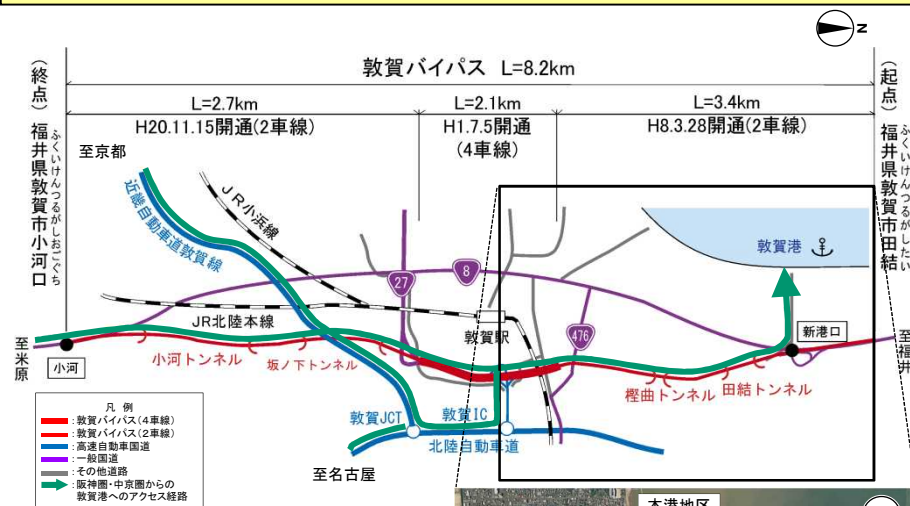 N
敦賀バイパス L=8.2km
L=2.7km
H20.11.15開通(2車線)
L=2.1km
H1.7.5開通
(4車線)
L=3.4km
H8.3.28開通(2車線)
(終点) 福井県敦賀市小河口
ふくいけんつるがしおごぐち
(起点) 福井県敦賀市田結
ふくいけんつるがしたい
至京都
近畿自動車道敦賀線
JR小浜線
27
8
敦賀港
JR北陸本線
敦賀駅
476
新港口
至米原
小河
小河トンネル
坂ノ下トンネル
樫曲トンネル
田結トンネル
至福井
敦賀JCT
敦賀IC
北陸自動車道
至名古屋
凡 例
:敦賀バイパス(4車線)
:敦賀バイパス(2車線)
:高速自動車国道
:一般国道
:その他道路
:阪神圏・中京圏からの
敦賀港へのアクセス経路
本港地区